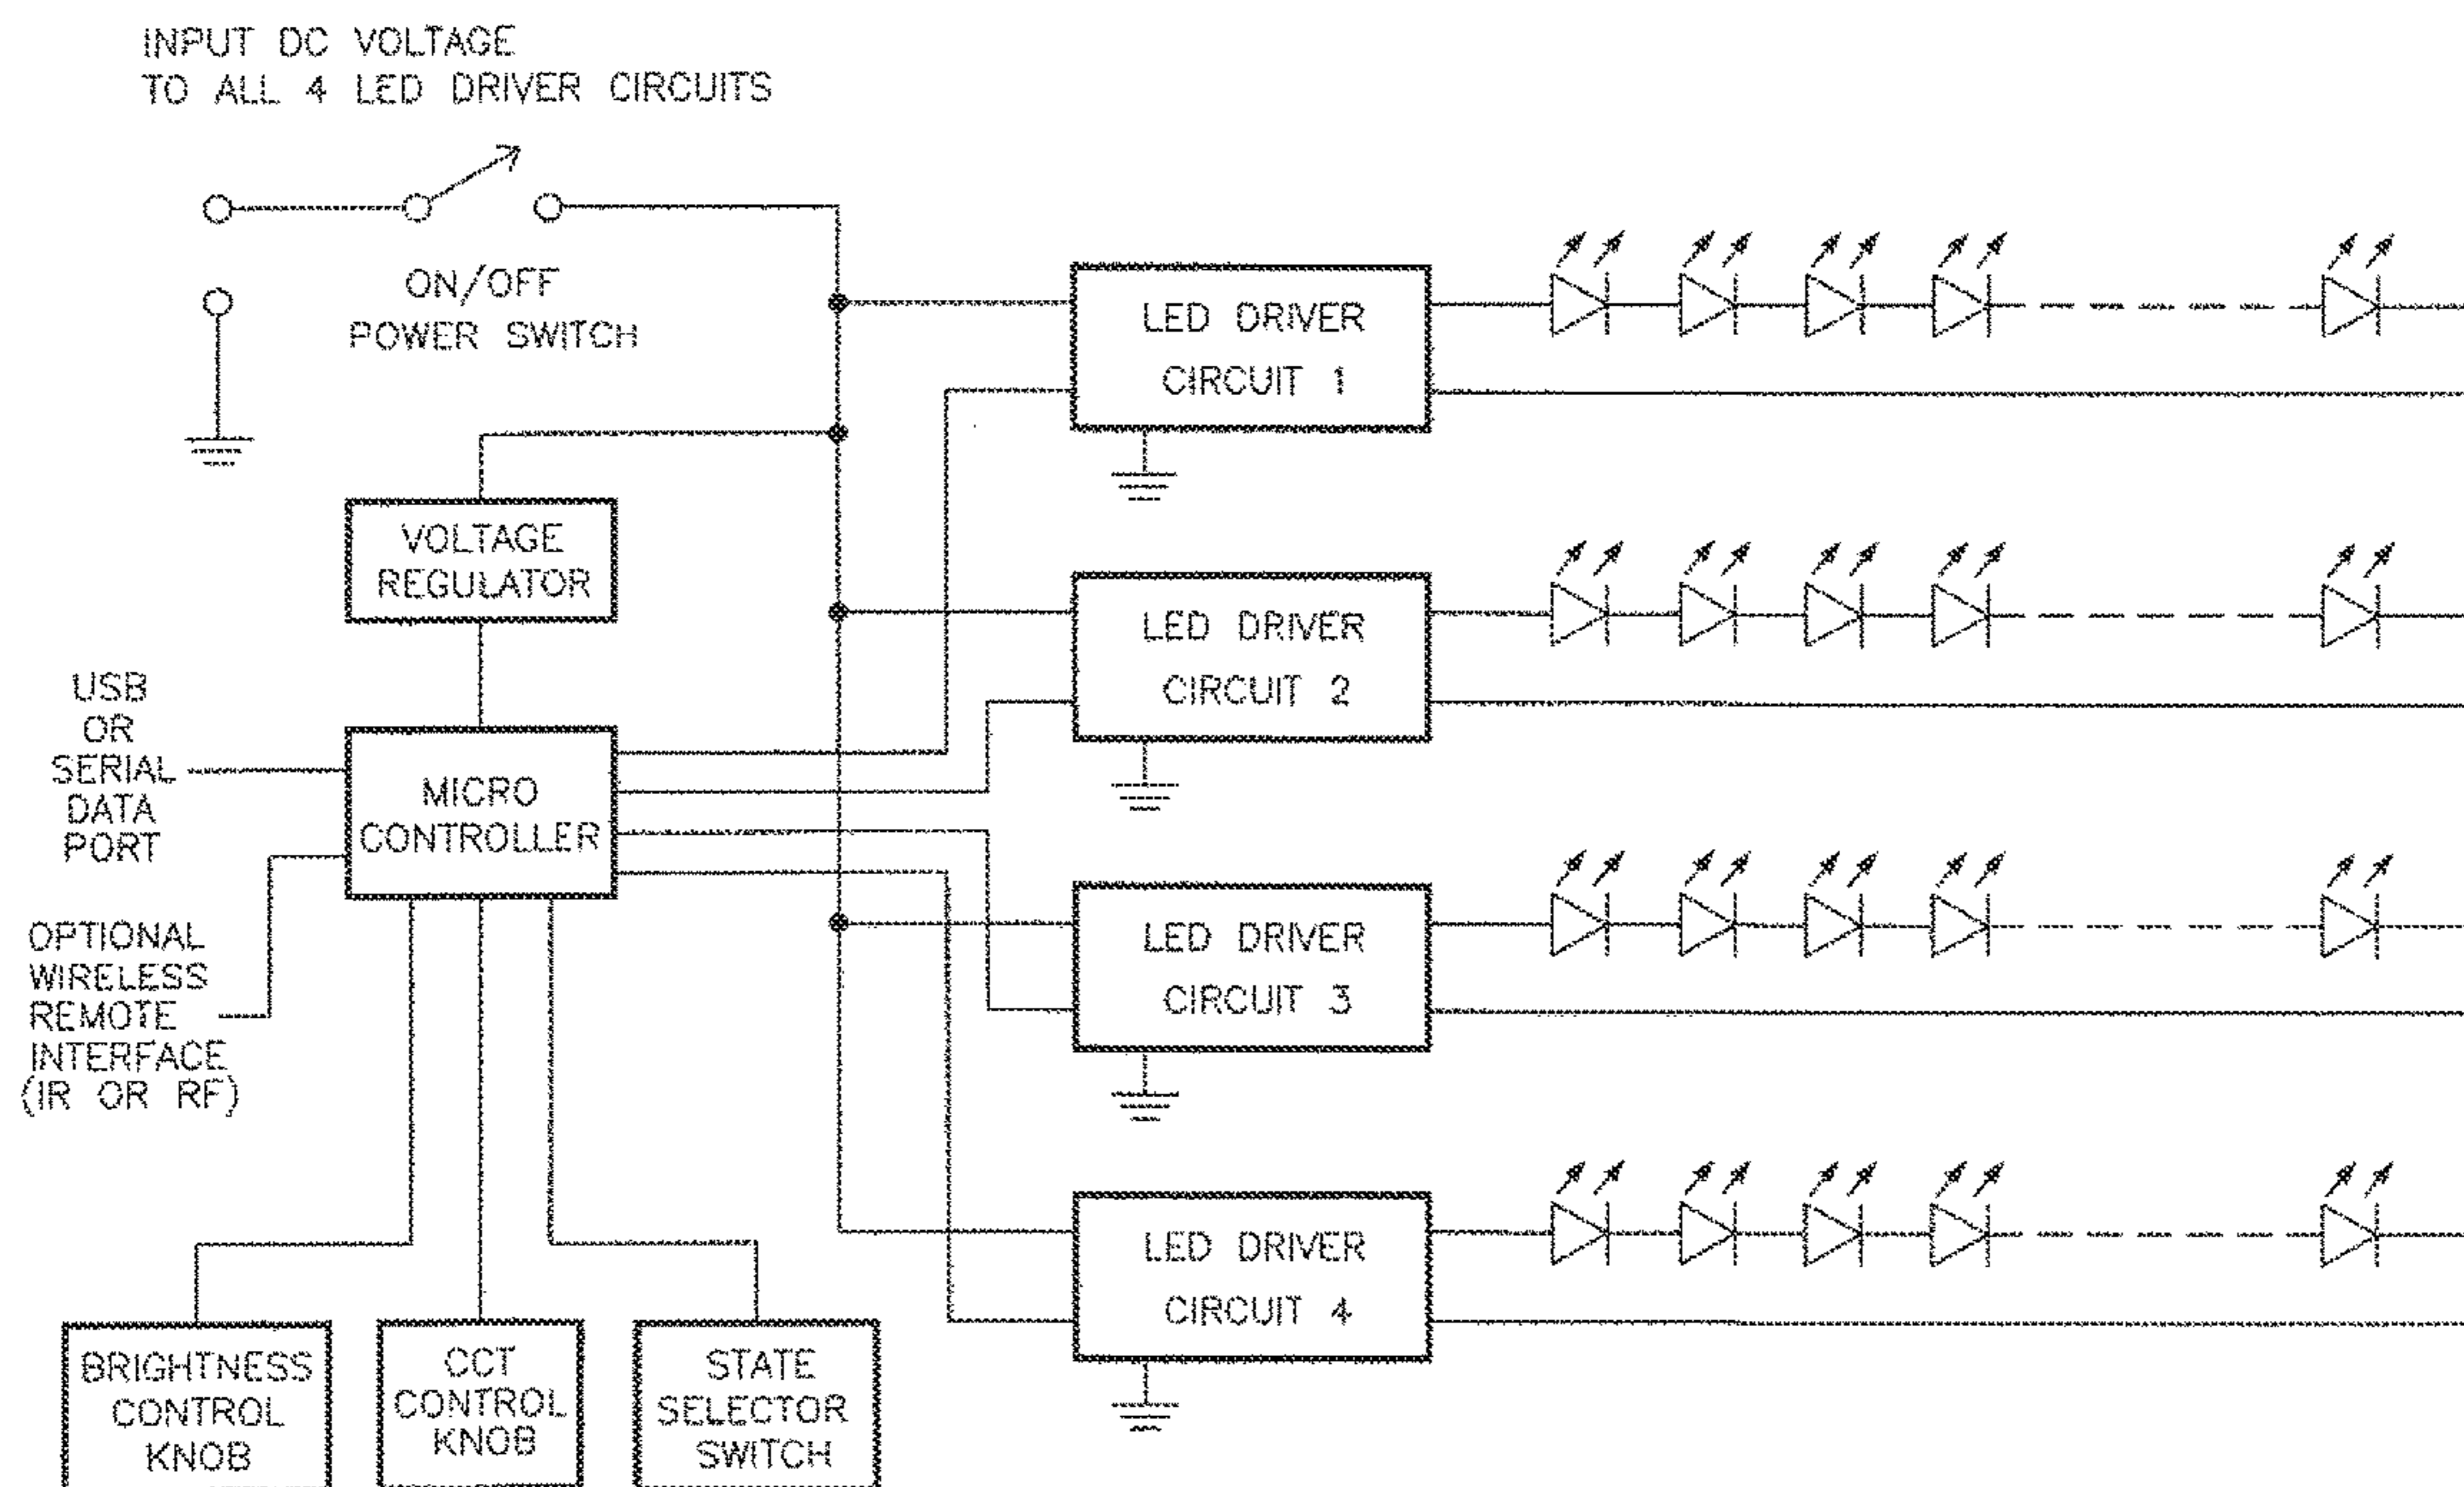 INPUT DC VOLTAGE
TO ALL 4 LED DRIVER CIRCUITS
ON/OFF
POWER SWITCH
LED DRIVER
CIRCUIT 1
VOLTAGE
REGULATOR
LED DRIVER
CIRCUIT 2
USB
OR
SERIAL
DATA
PORT
MICRO
CONTROLLER
OPTIONAL
WIRELESS
REMOTE
INTERFACE
(IR OR RF)
LED DRIVER
CIRCUIT 3
LED DRIVER
CIRCUIT 4
BRIGHTNESS
CONTROL
KNOB
CCT
CONTROL
KNOB
STATE
SELECTOR
SWITCH